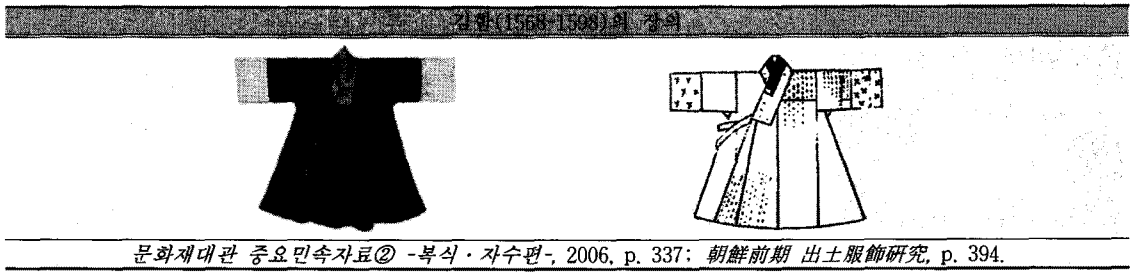 김확(1568-1598)의 장의
문화재대관 중요민속자료② -복식·자수편-, 2006, p. 337; 朝鮮前期 出土服飾硏究, p. 394.